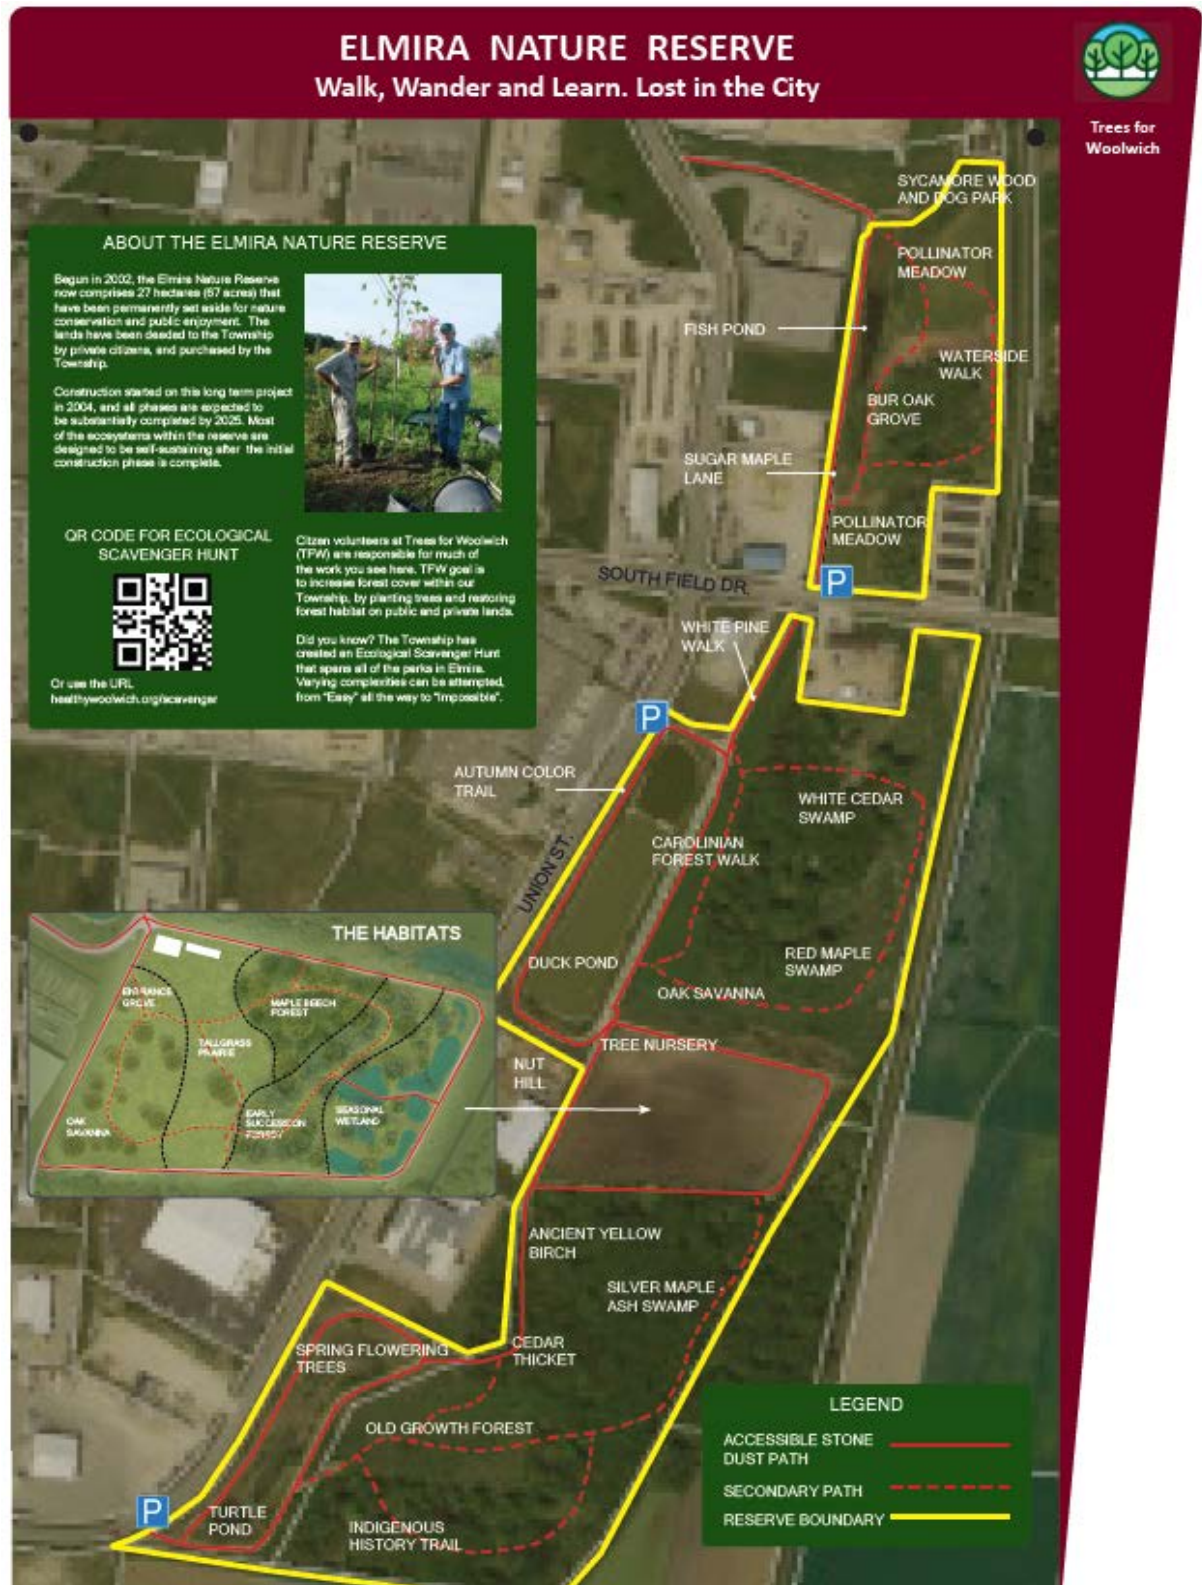 ELMIRA NATURE RESERVE
Walk, Wander and Learn. Lost in the City
Trees for
Woolwich
ABOUT THE ELMIRA NATURE RESERVE
Begun in 2002, the Elmira Nature Reserve
now comprises 27 hectares (67 acres) that
have been permanently set aside for nature
conservation and public enjoyment. The
lands have been deeded to the Township
by private citizens, and purchased by the
Township.
Construction started on this long term project
in 2004, and all phases are expected to
be substantially completed by 2025. Most
of the ecosystems within the reserve are
designed to be self-sustaining after the initial
construction phase is complete.
QR CODE FOR ECOLOGICAL
SCAVENGER HUNT
Or use the URL
healthywoolwich.org/scavenger
Citzen volunteers at Trees for Woolwich
(TFW) are responsible for much of
the work you see here. TFW goal is
to increase forest cover within our
Township, by planting trees and restoring
forest habitat on public and private lands.
Did you know? The Township has
created an Ecological Scavenger Hunt
that spans all of the parks in Elmira.
Varying complexities can be attempted,
from "Easy" all the way to "Impossible".
SYCAMORE WOOD
AND DOG PARK
POLLINATOR
MEADOW
FISH POND
WATERSIDE
WALK
BUR OAK
GROVE
SUGAR MAPLE
LANE
POLLINATOR
MEADOW
P
SOUTH FIELD DR.
WHITE PINE
WALK
P
AUTUMN COLOR
TRAIL
WHITE CEDAR
SWAMP
CAROLINIAN
FOREST WALK
UNION ST.
DUCK POND
RED MAPLE
SWAMP
OAK SAVANNA
TREE NURSERY
NUT
HILL
THE HABITATS
ENTRANCE
GROVE
MAPLE BEECH
FOREST
TALLGRASS
PRAIRIE
OAK
SAVANNA
EARLY
SUCCESSION
FOREST
SEASONAL
WETLAND
ANCIENT YELLOW
BIRCH
SILVER MAPLE -
ASH SWAMP
SPRING FLOWERING
TREES
CEDAR
THICKET
OLD GROWTH FOREST
P
TURTLE
POND
INDIGENOUS
HISTORY TRAIL
LEGEND
ACCESSIBLE STONE
DUST PATH
SECONDARY PATH
RESERVE BOUNDARY